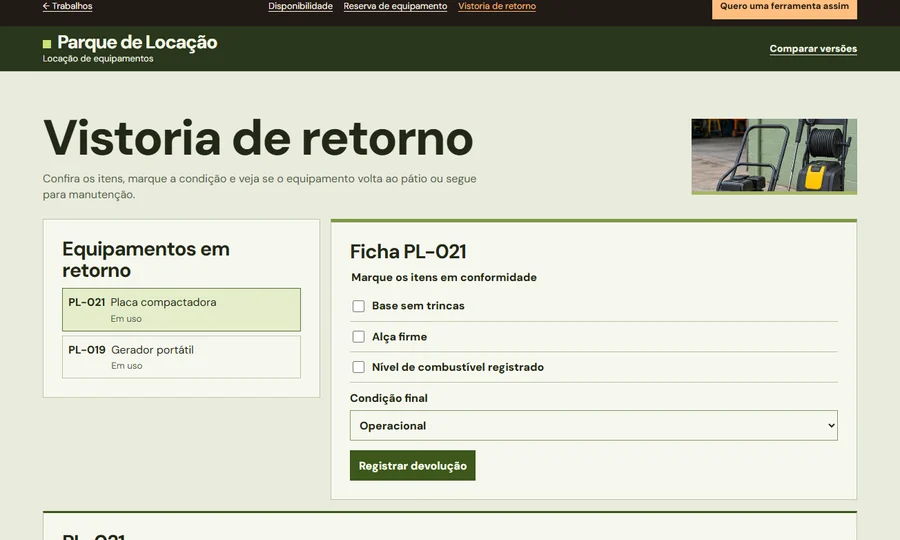 ← Trabalhos
Disponibilidade Reserva de equipamento Vistoria de retorno
Quero uma ferramenta assim
Parque de Locação
Locação de equipamentos
Comparar versões
Vistoria de retorno
Confira os itens, marque a condição e veja se o equipamento volta ao pátio ou segue
para manutenção.
Equipamentos em
retorno
PL-021 Placa compactadora
Em uso
PL-019 Gerador portátil
Em uso
Ficha PL-021
Marque os itens em conformidade
Base sem trincas
Alça firme
Nível de combustível registrado
Condição final
Operacional
Registrar devolução
PL-021